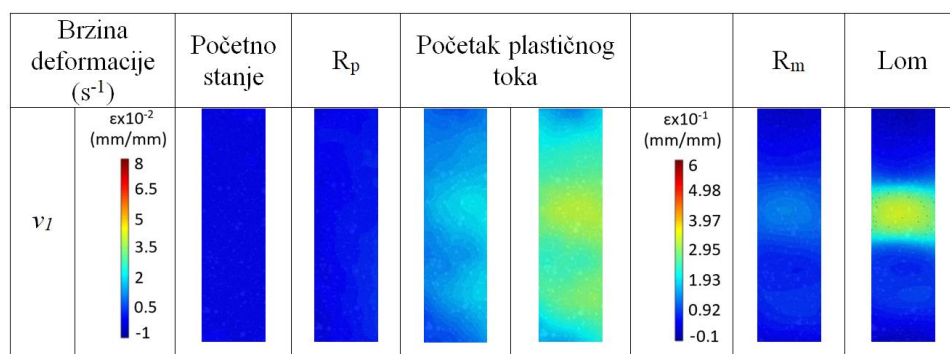 Brzina
deformacije
(s⁻¹)
Početno
stanje
Rₚ
Početak plastičnog
toka
Rₘ
Lom
v₁
εx10⁻²
(mm/mm)
8
6.5
5
3.5
2
0.5
-1
εx10⁻¹
(mm/mm)
6
4.98
3.97
2.95
1.93
0.92
-0.1